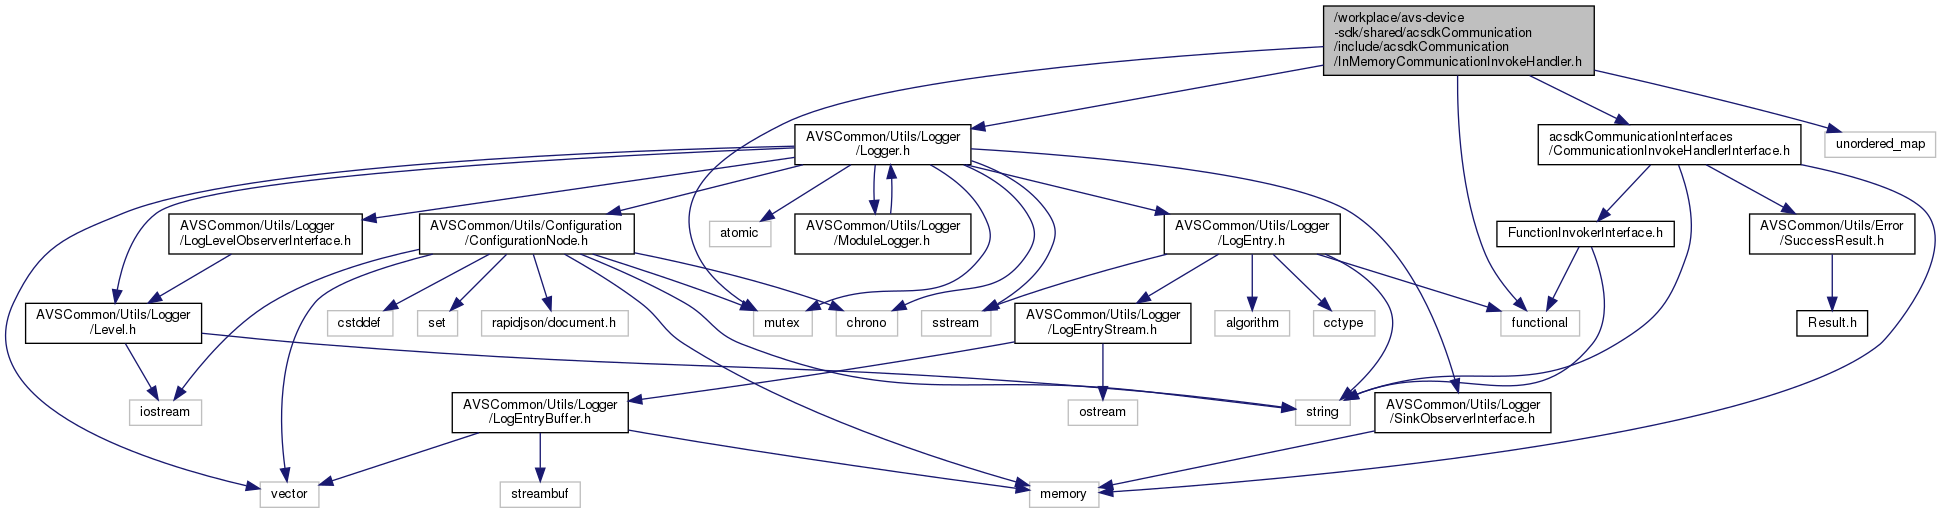 /workplace/avs-device
-sdk/shared/acsdkCommunication
/include/acsdkCommunication
/InMemoryCommunicationInvokeHandler.h
AVSCommon/Utils/Logger
/Logger.h
acsdkCommunicationInterfaces
/CommunicationInvokeHandlerInterface.h
unordered_map
AVSCommon/Utils/Logger
/LogLevelObserverInterface.h
AVSCommon/Utils/Configuration
/ConfigurationNode.h
atomic
AVSCommon/Utils/Logger
/ModuleLogger.h
AVSCommon/Utils/Logger
/LogEntry.h
FunctionInvokerInterface.h
AVSCommon/Utils/Error
/SuccessResult.h
AVSCommon/Utils/Logger
/Level.h
cstddef
set
rapidjson/document.h
mutex
chrono
sstream
AVSCommon/Utils/Logger
/LogEntryStream.h
algorithm
cctype
functional
Result.h
iostream
AVSCommon/Utils/Logger
/LogEntryBuffer.h
ostream
string
AVSCommon/Utils/Logger
/SinkObserverInterface.h
vector
streambuf
memory